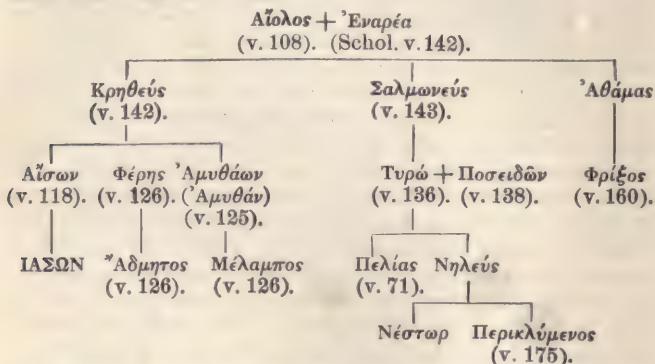 Αἴολος + Ἐναρέα
(v. 108). (Schol. v. 142).
Κρηθεύς Σαλμωνεύς Ἀθάμας
(v. 142). (v. 143).
Αἴσων Φέρης Ἀμυθάων Τυρώ + Ποσειδᾶν Φρίξος
(v. 118). (v. 126). (Ἀμυθάν) (v. 136). (v. 138). (v. 160).
(v. 125).
ΙΑΣΩΝ Ἄδμητος Μέλαμπος Πελίας Νηλεύς
(v. 126). (v. 126). (v. 71).
Νέστωρ Περικλύμενος
(v. 175).